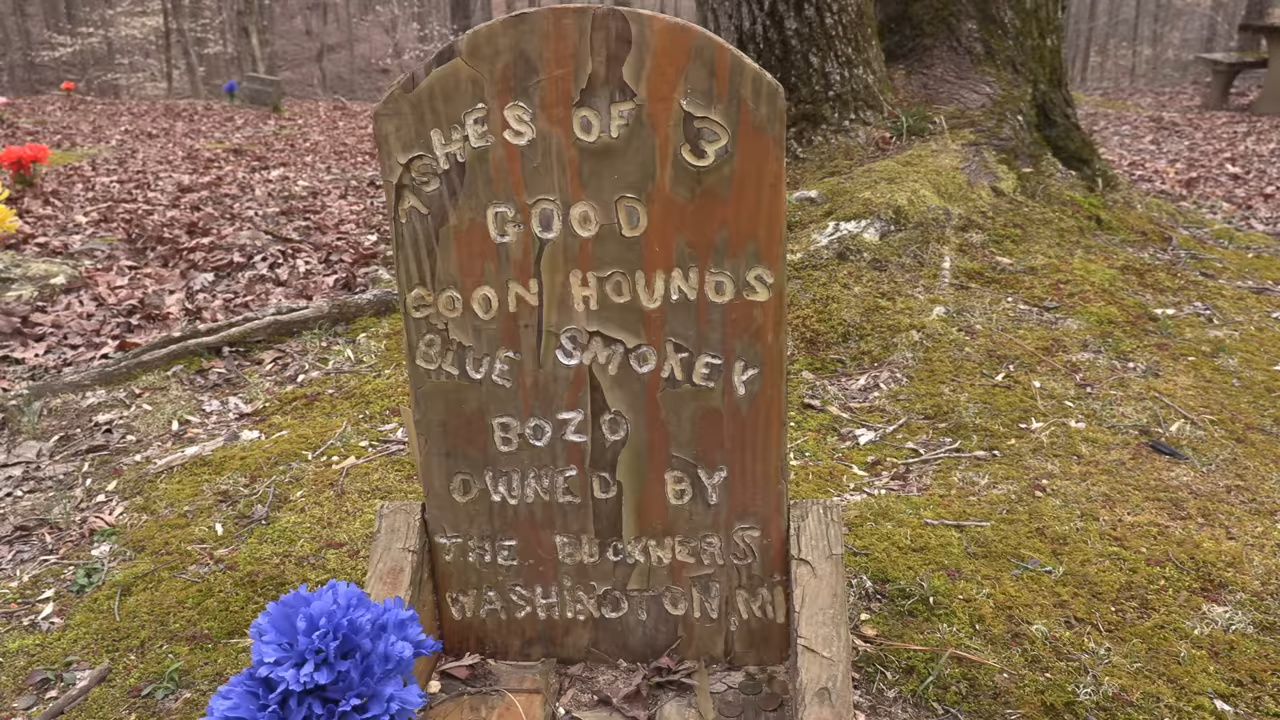 ASHES OF 3
GOOD
COON HOUNDS
BLUE SMOKEY
BOZO
OWNED BY
THE BUCKNERS
WASHINGTON, MI